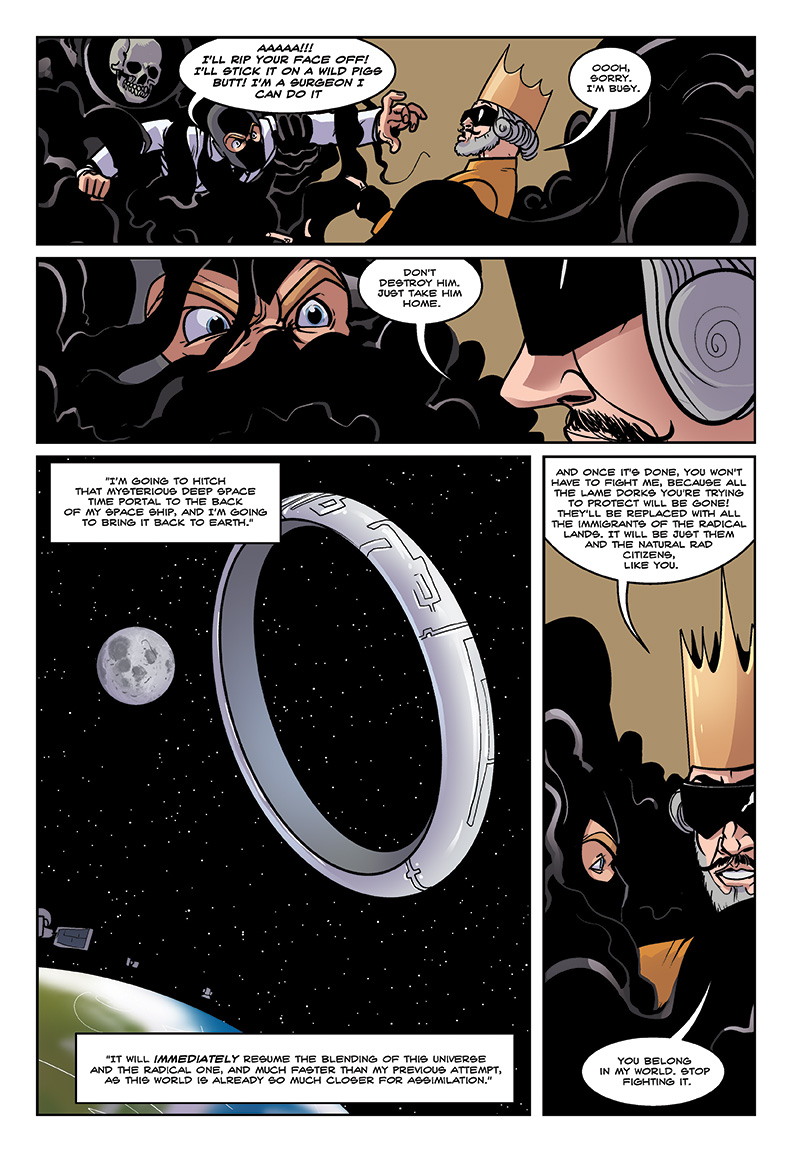 AAAAA!!!
I'LL RIP YOUR FACE OFF!
I'LL STICK IT ON A WILD PIGS
BUTT! I'M A SURGEON I
CAN DO IT
OOOH,
SORRY.
I'M BUSY.
DON'T
DESTROY HIM.
JUST TAKE HIM
HOME.
"I'M GOING TO HITCH
THAT MYSTERIOUS DEEP SPACE
TIME PORTAL TO THE BACK
OF MY SPACE SHIP, AND I'M GOING
TO BRING IT BACK TO EARTH."
"IT WILL IMMEDIATELY RESUME THE BLENDING OF THIS UNIVERSE
AND THE RADICAL ONE, AND MUCH FASTER THAN MY PREVIOUS ATTEMPT,
AS THIS WORLD IS ALREADY SO MUCH CLOSER FOR ASSIMILATION."
AND ONCE IT'S DONE, YOU WON'T
HAVE TO FIGHT ME, BECAUSE ALL
THE LAME DORKS YOU'RE TRYING
TO PROTECT WILL BE GONE!
THEY'LL BE REPLACED WITH ALL
THE IMMIGRANTS OF THE RADICAL
LANDS. IT WILL BE JUST THEM
AND THE NATURAL RAD
CITIZENS,
LIKE YOU.
YOU BELONG
IN MY WORLD. STOP
FIGHTING IT.